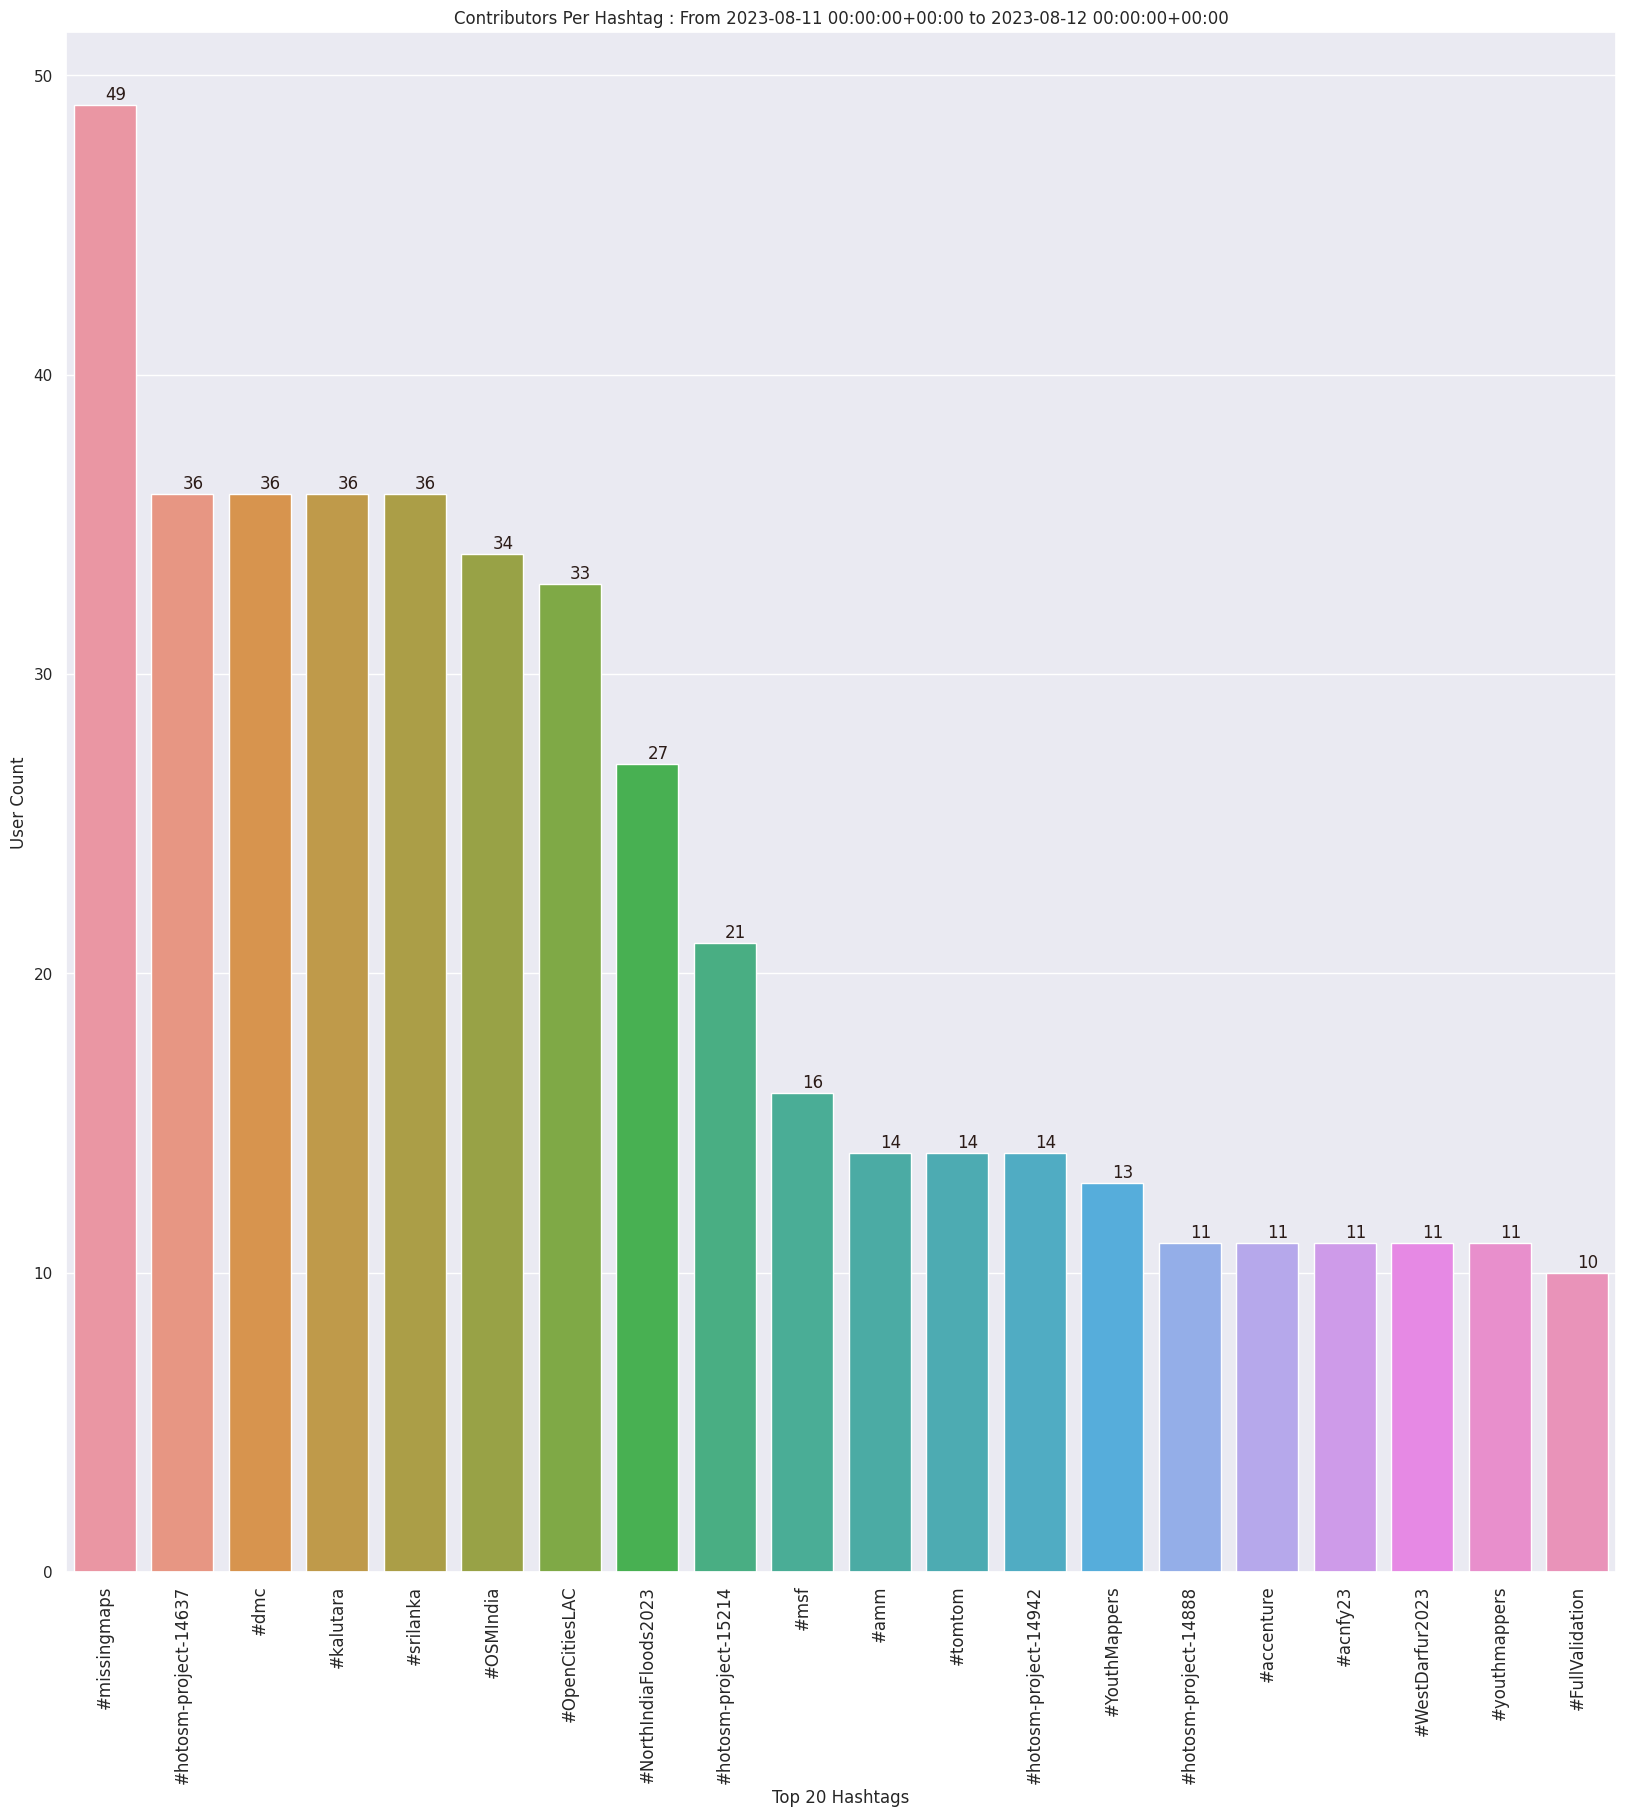 Contributors Per Hashtag : From 2023-08-11 00:00:00+00:00 to 2023-08-12 00:00:00+00:00
50
40
30
20
10
0
User Count
49
36
36
36
36
34
33
27
21
16
14
14
14
13
11
11
11
11
11
10
#missingmaps
#hotosm-project-14637
#dmc
#kalutara
#srilanka
#OSMIndia
#OpenCitiesLAC
#NorthIndiaFloods2023
#hotosm-project-15214
#msf
#amm
#tomtom
#hotosm-project-14942
#YouthMappers
#hotosm-project-14888
#accenture
#acnfy23
#WestDarfur2023
#youthmappers
#FullValidation
Top 20 Hashtags